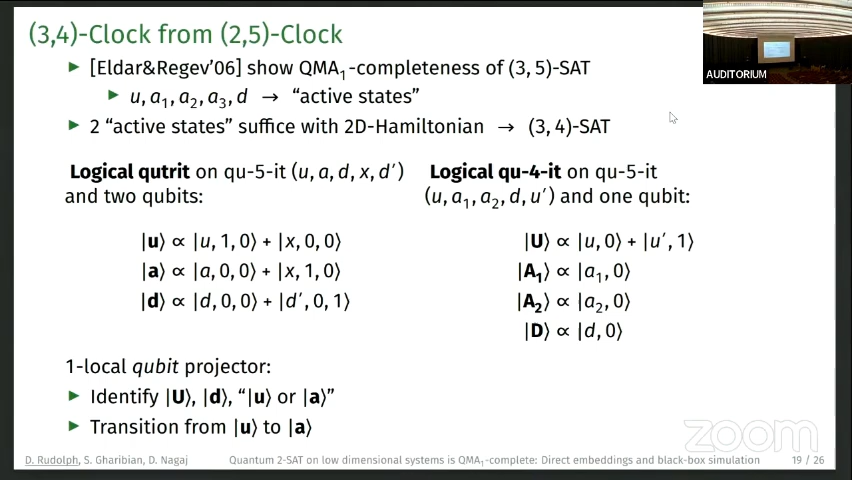 (3,4)-Clock from (2,5)-Clock
AUDITORIUM
▶ [Eldar&Regev'06] show QMA₁-completeness of (3, 5)-SAT
▶ u, a₁, a₂, a₃, d → "active states"
▶ 2 "active states" suffice with 2D-Hamiltonian → (3, 4)-SAT
Logical qutrit on qu-5-it (u, a, d, x, d′)
and two qubits:
|u⟩ ∝ |u, 1, 0⟩ + |x, 0, 0⟩
|a⟩ ∝ |a, 0, 0⟩ + |x, 1, 0⟩
|d⟩ ∝ |d, 0, 0⟩ + |d′, 0, 1⟩
Logical qu-4-it on qu-5-it
(u, a₁, a₂, d, u′) and one qubit:
|U⟩ ∝ |u, 0⟩ + |u′, 1⟩
|A₁⟩ ∝ |a₁, 0⟩
|A₂⟩ ∝ |a₂, 0⟩
|D⟩ ∝ |d, 0⟩
1-local qubit projector:
▶ Identify |U⟩, |d⟩, "|u⟩ or |a⟩"
▶ Transition from |u⟩ to |a⟩
zoom
D. Rudolph, S. Gharibian, D. Nagaj Quantum 2-SAT on low dimensional systems is QMA₁-complete: Direct embeddings and black-box simulation 19 / 26